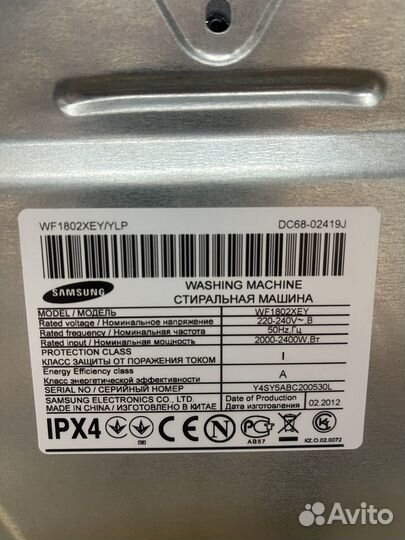 WF1802XEY/YLP DC68-02419J
SAMSUNG
WASHING MACHINE
СТИРАЛЬНАЯ МАШИНА
MODEL / МОДЕЛЬ WF1802XEY
Rated voltage / Номинальное напряжение 220-240V~ В
Rated frequency / Номинальная частота 50Hz,Гц
Rated input / Номинальная мощность 2000-2400W,Вт
PROTECTION CLASS
КЛАСС ЗАЩИТЫ ОТ ПОРАЖЕНИЯ ТОКОМ I
Energy Efficiency class
Класс энергетической эффективности A
SERIAL NO / СЕРИЙНЫЙ НОМЕР Y4SY5ABC200530L
SAMSUNG ELECTRONICS CO., LTD.
MADE IN CHINA / ИЗГОТОВЛЕНО В КИТАЕ
Date of Production
Дата изготовления 02.2012
IPX4
CE
АВ57
KZ.O.02.0072
Avito